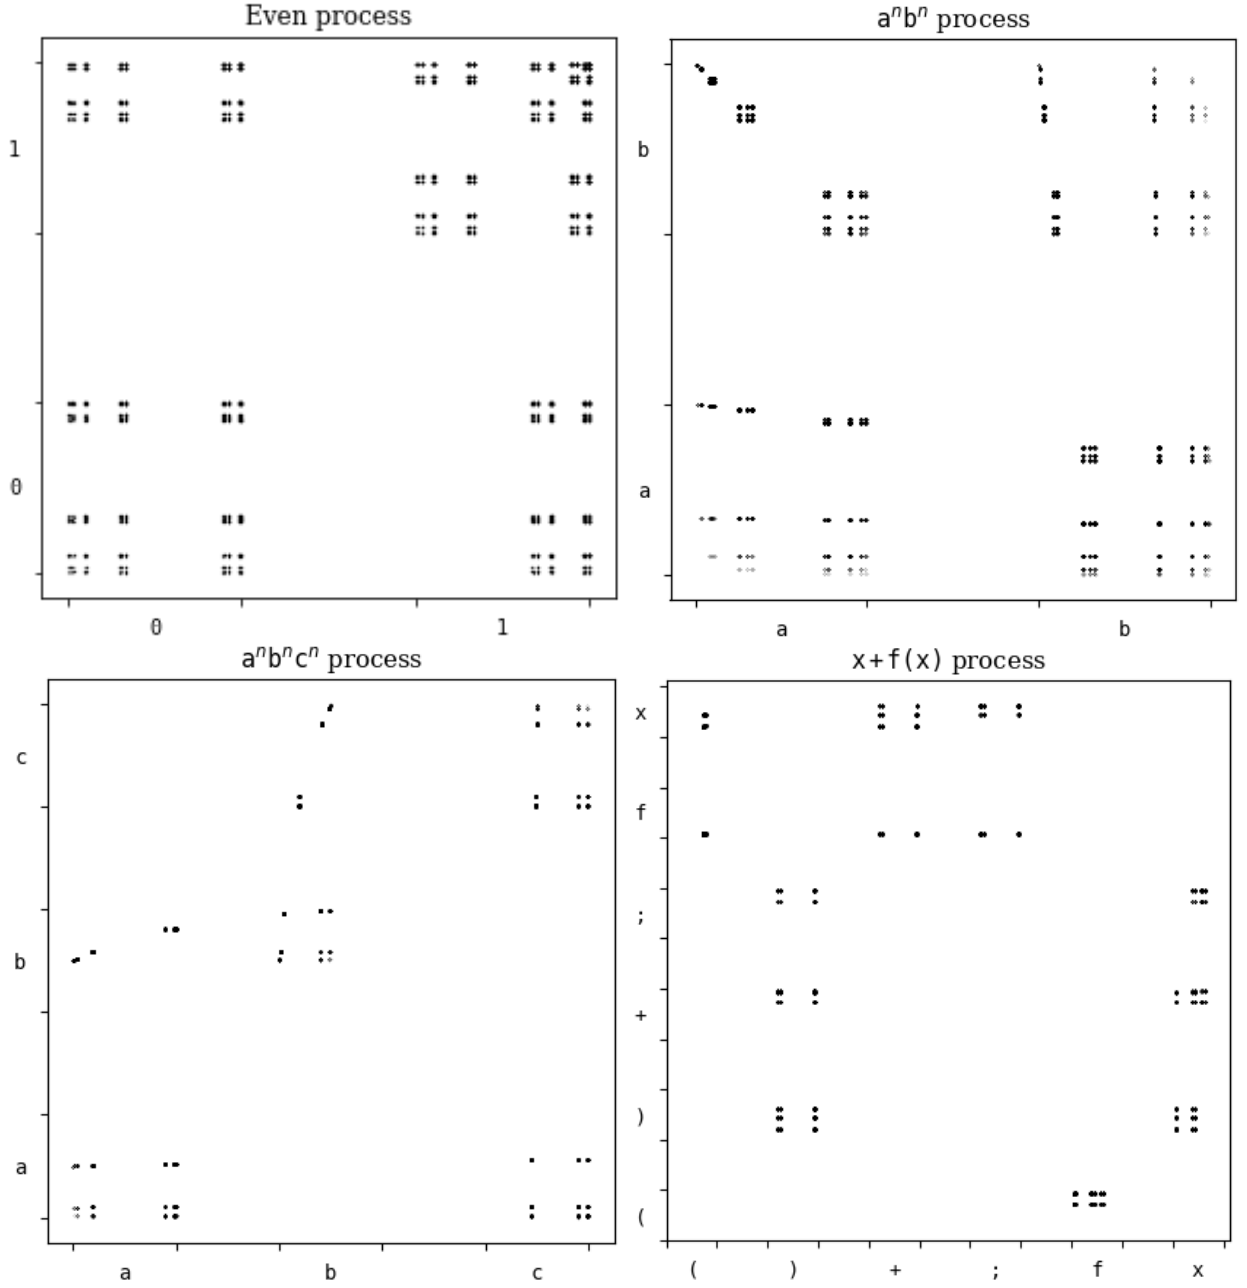 Even process
aⁿbⁿ process
1
0
0 1
b
a
a b
aⁿbⁿcⁿ process
x+f(x) process
c
b
a
a b c
x
f
;
+
)
(
( ) + ; f x